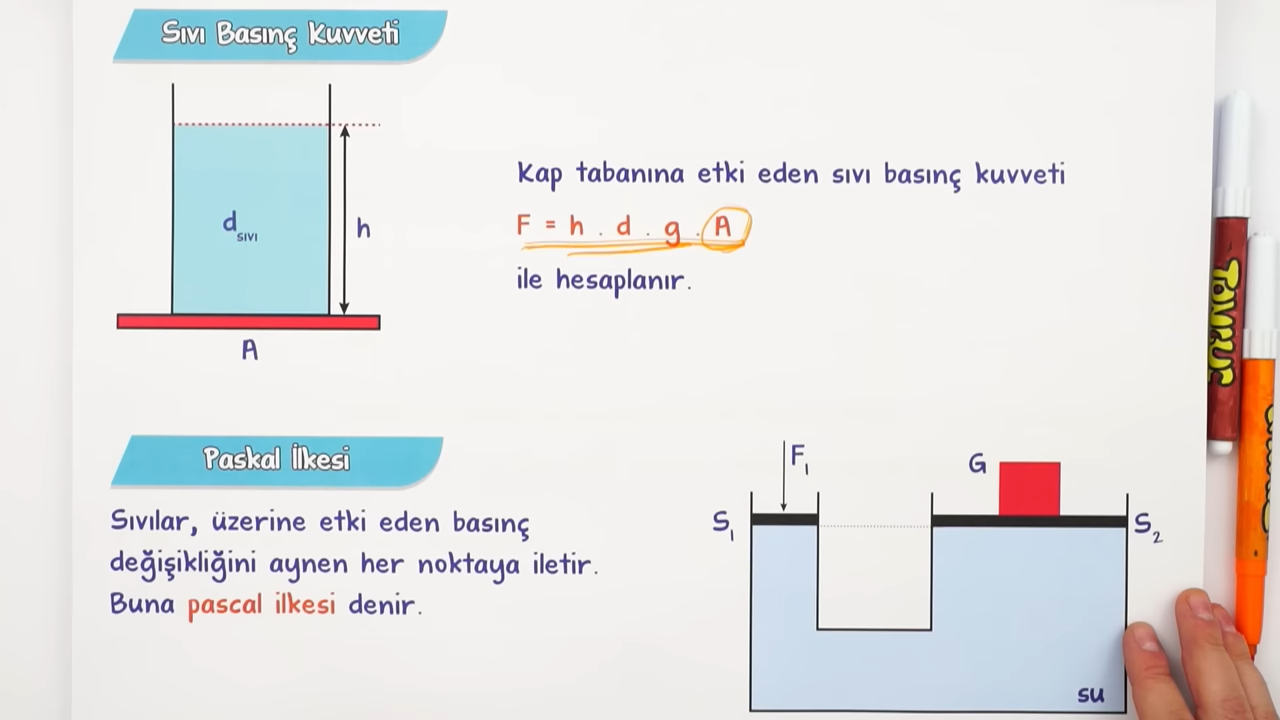 Sıvı Basınç Kuvveti
d sıvı
h
A
Kap tabanına etki eden sıvı basınç kuvveti
F = h . d . g . A
ile hesaplanır.
Paskal İlkesi
Sıvılar, üzerine etki eden basınç
değişikliğini aynen her noktaya iletir.
Buna pascal ilkesi denir.
F1
G
S1
S2
su